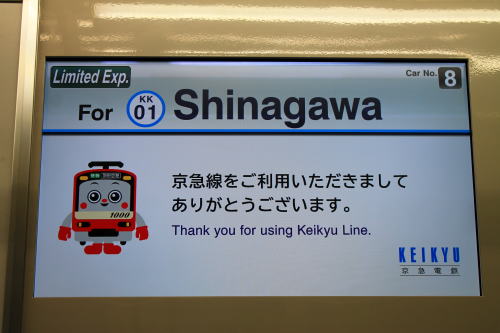 Limited Exp.
Car No. 8
For KK 01 Shinagawa
京急線をご利用いただきまして
ありがとうございます。
Thank you for using Keikyu Line.
1000
KEIKYU
京急電鉄